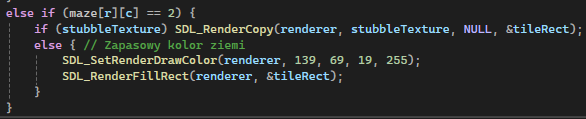 else if (maze[r][c] == 2) {
if (stubbleTexture) SDL_RenderCopy(renderer, stubbleTexture, NULL, &tileRect);
else { // Zapasowy kolor ziemi
SDL_SetRenderDrawColor(renderer, 139, 69, 19, 255);
SDL_RenderFillRect(renderer, &tileRect);
}
}